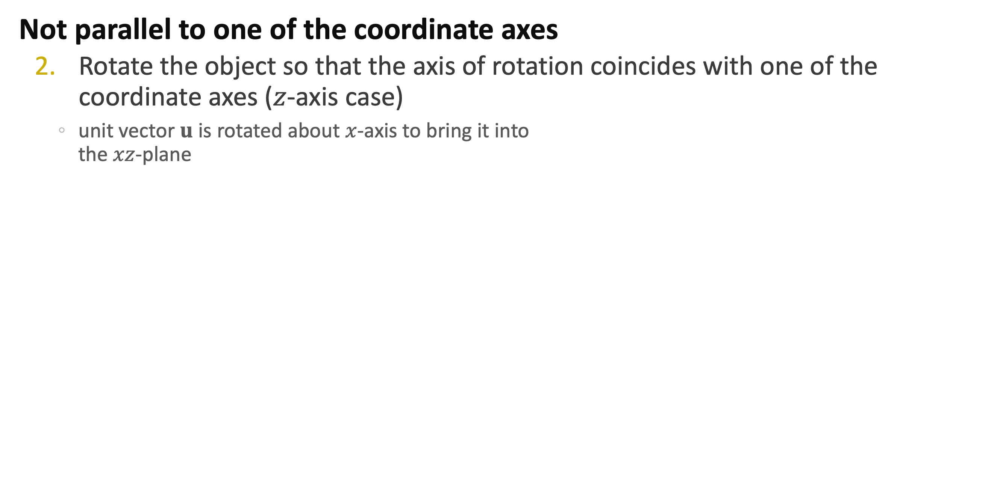 Not parallel to one of the coordinate axes
2. Rotate the object so that the axis of rotation coincides with one of the
coordinate axes (z-axis case)
◦ unit vector u is rotated about x-axis to bring it into
the xz-plane